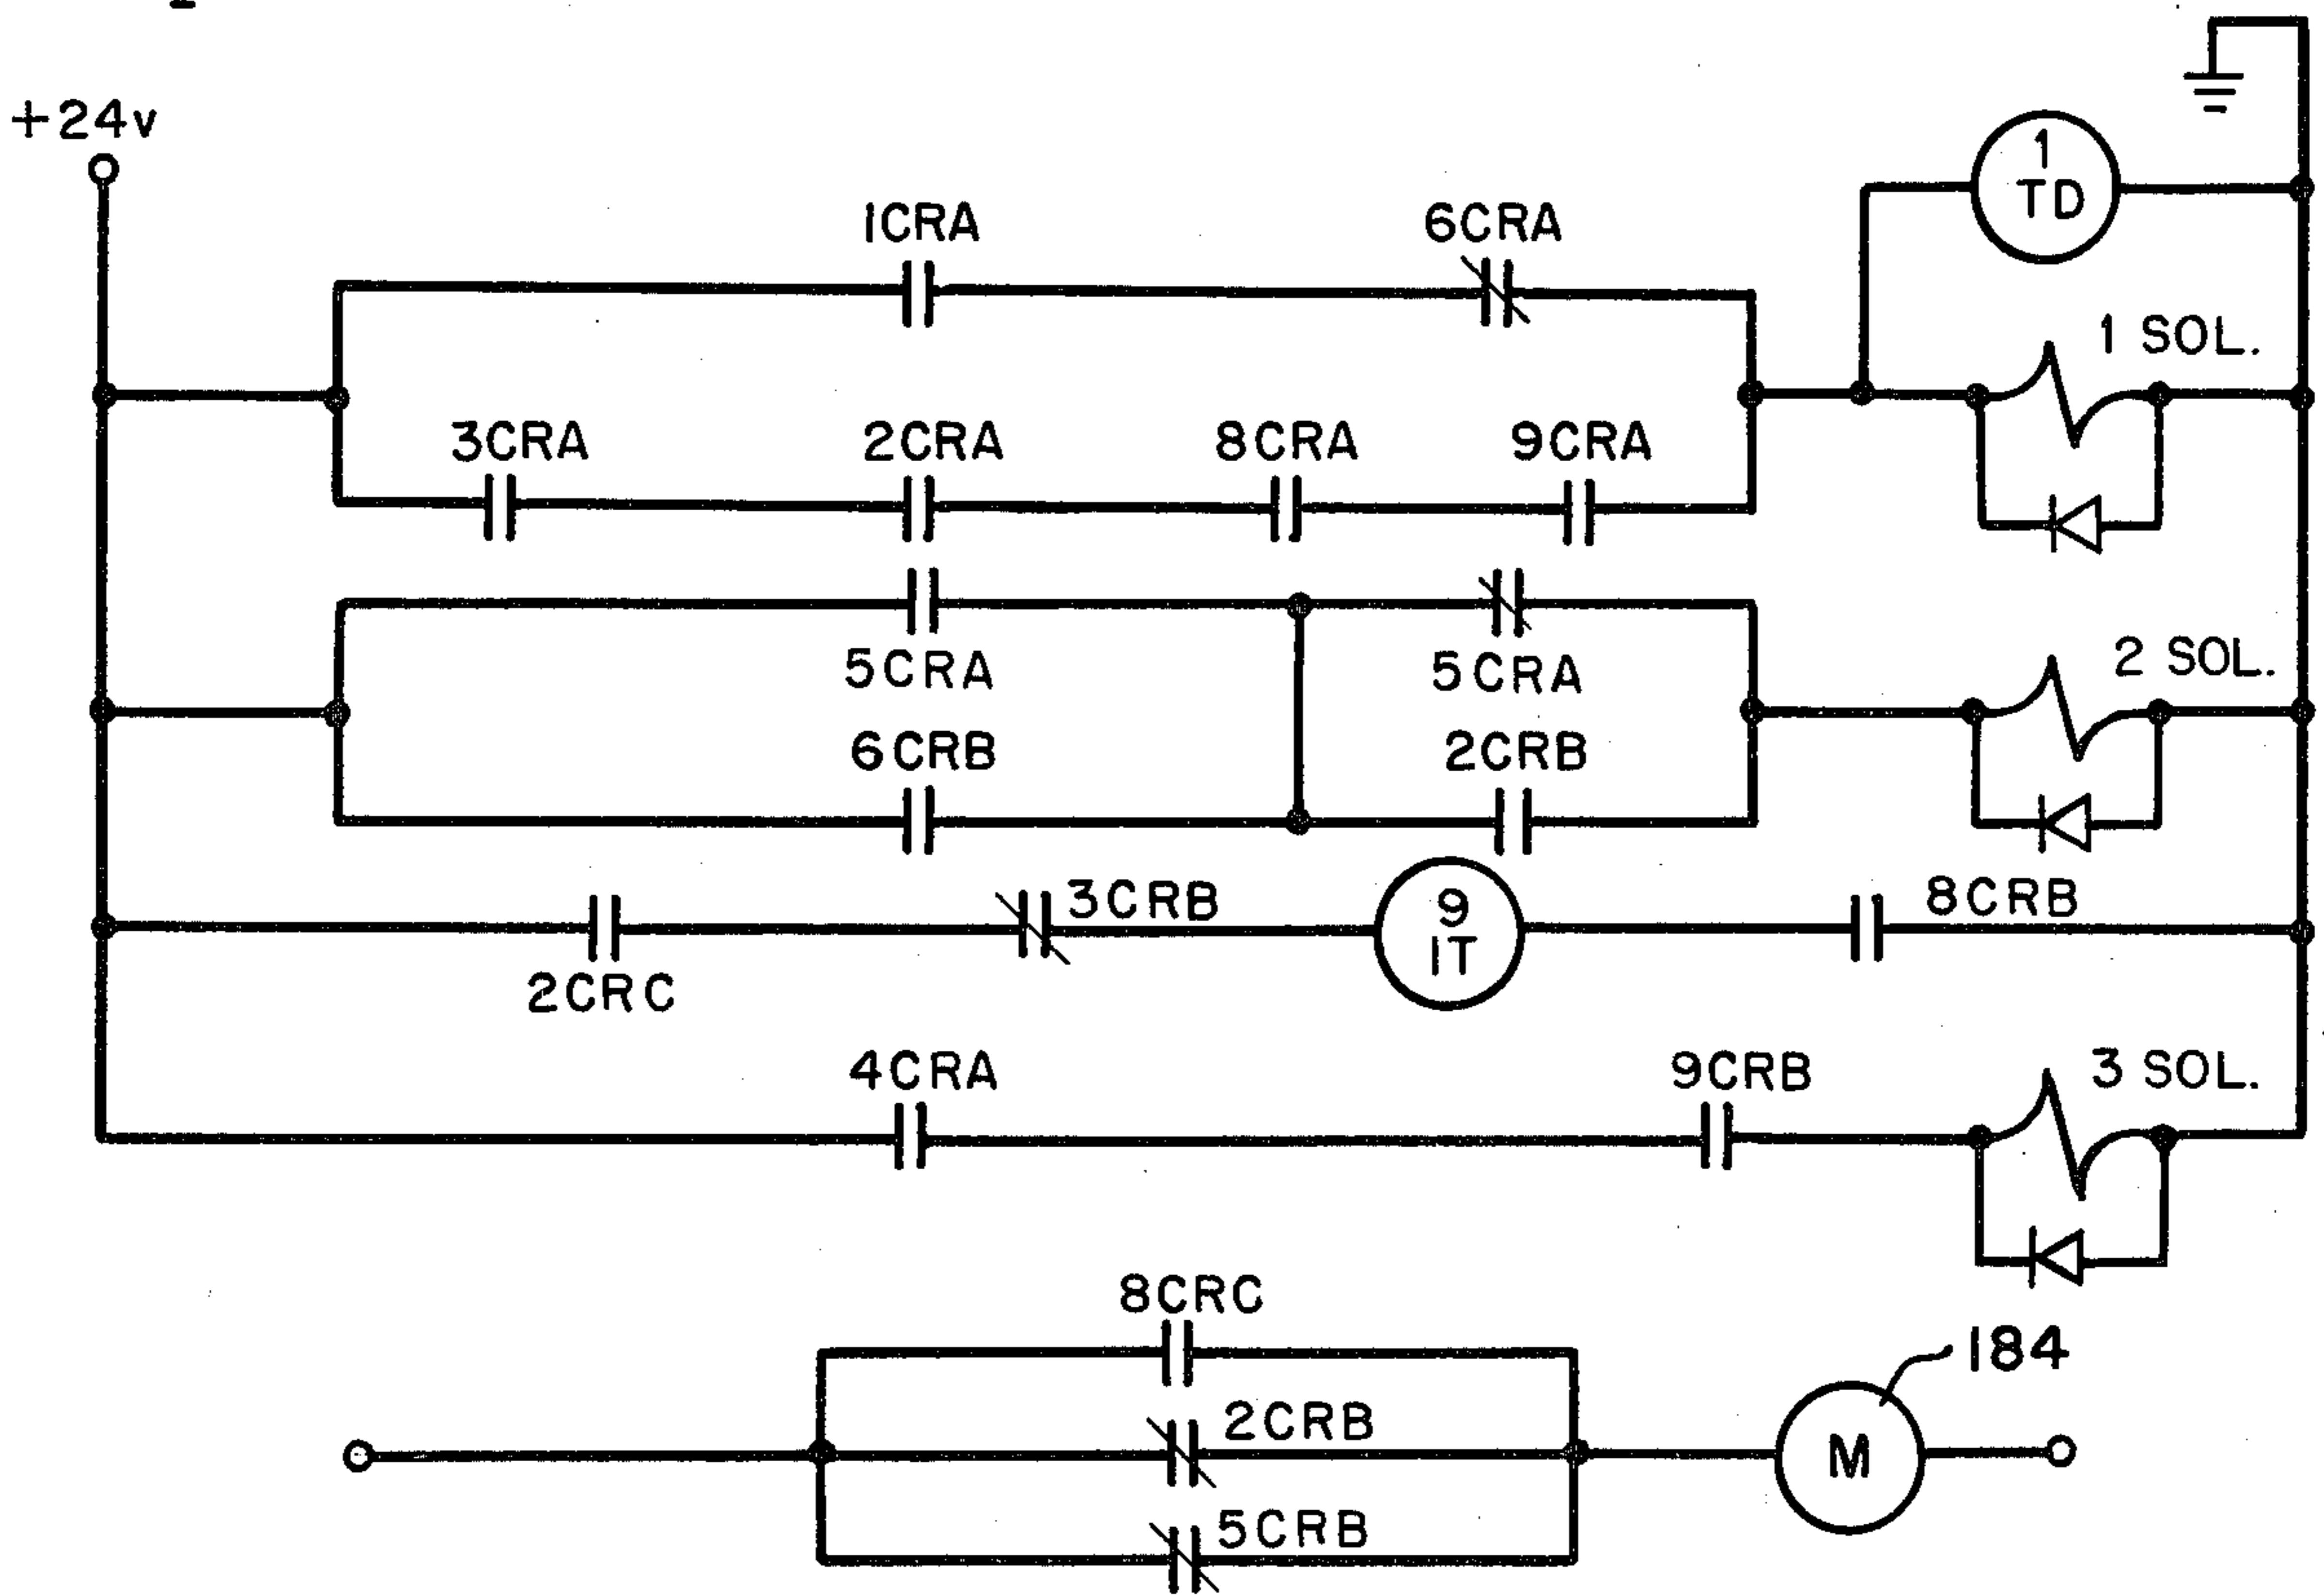 +24v
1
TD
1CRA
6CRA
1 SOL.
3CRA
2CRA
8CRA
9CRA
5CRA
5CRA
2 SOL.
6CRB
2CRB
3CRB
9
1T
8CRB
2CRC
4CRA
9CRB
3 SOL.
8CRC
184
2CRB
M
5CRB